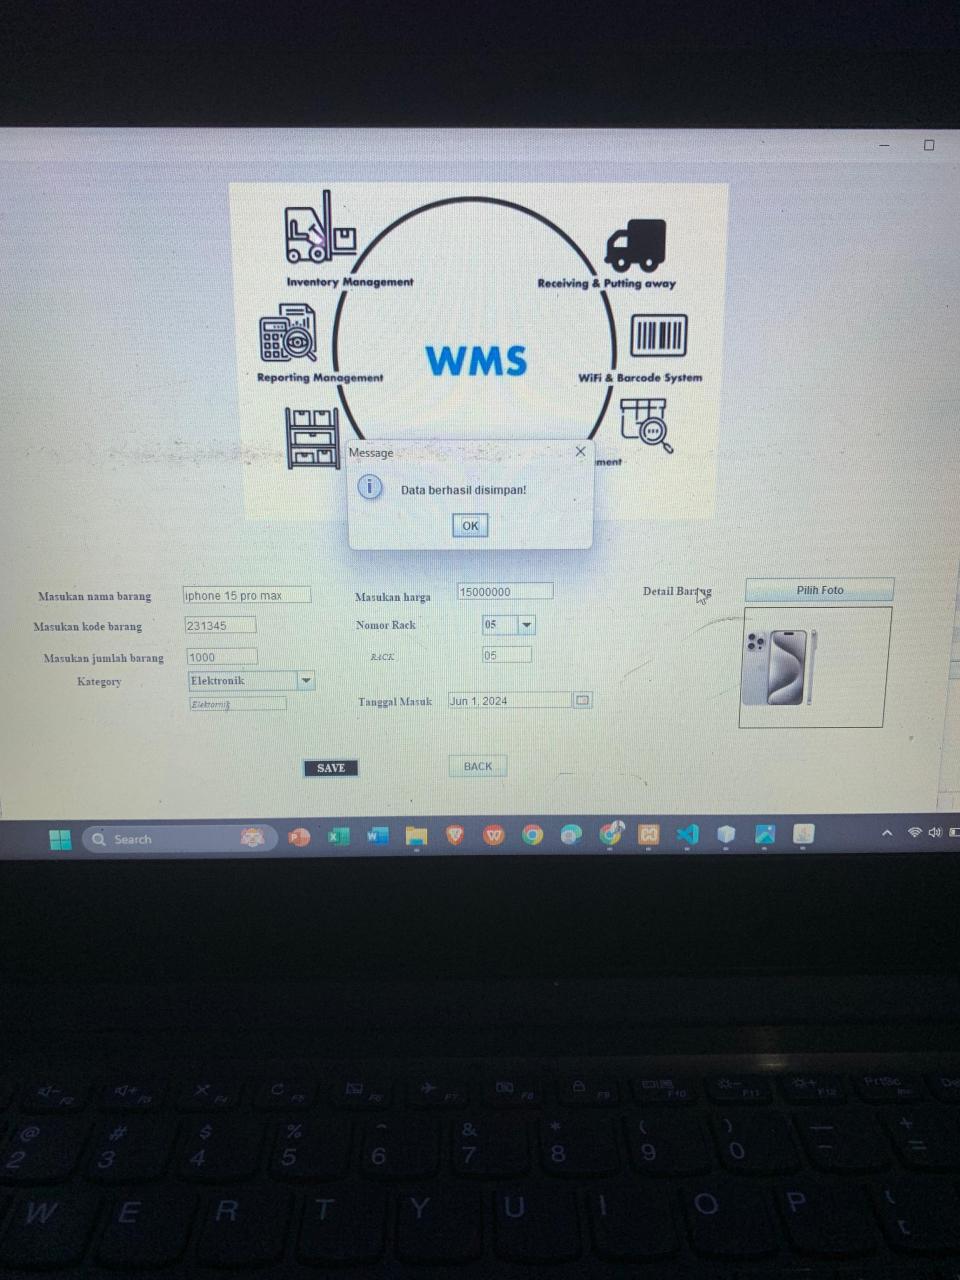 Inventory Management
Receiving & Putting away
WMS
Reporting Management
WiFi & Barcode System
ment
Message
i Data berhasil disimpan!
OK
Masukan nama barang iphone 15 pro max
Masukan harga 15000000
Detail Barang
Pilih Foto
Masukan kode barang 231345
Nomor Rack 05
Masukan jumlah barang 1000
RACK 05
Kategory Elektronik
Elektornik
Tanggal Masuk Jun 1, 2024
SAVE
BACK
Search
F2 F3 F4 F5 F6 F7 F8 F9 F10 F11 F12 PrtSc
@ # $ % ^ & * ( ) _ +
2 3 4 5 6 7 8 9 0 - =
W E R T Y U I O P